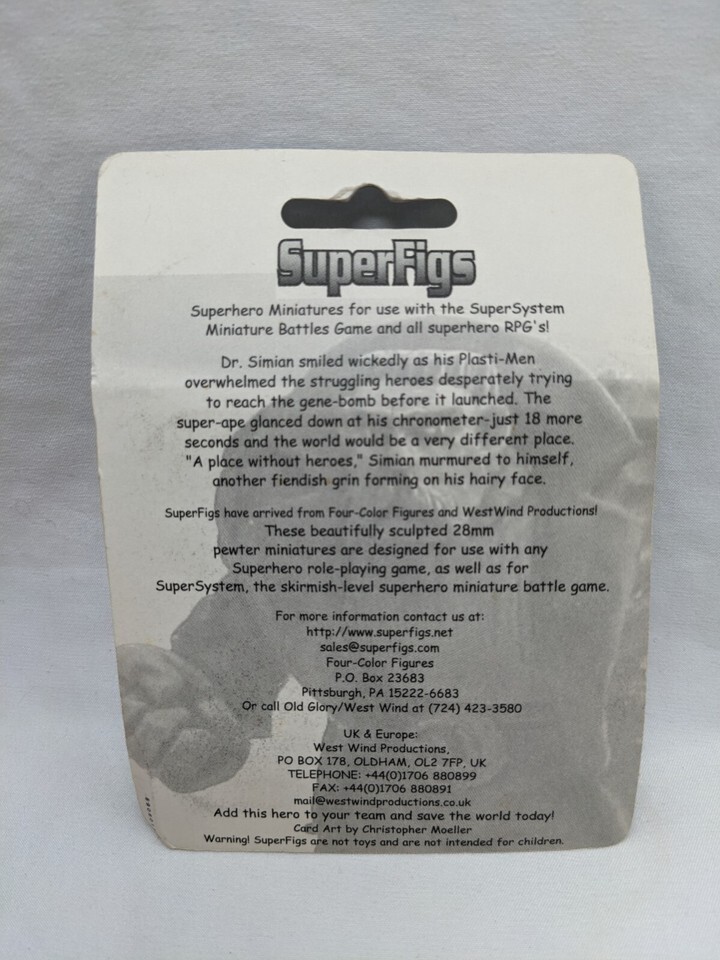 SuperFigs
Superhero Miniatures for use with the SuperSystem
Miniature Battles Game and all superhero RPG's!
Dr. Simian smiled wickedly as his Plasti-Men
overwhelmed the struggling heroes desperately trying
to reach the gene-bomb before it launched. The
super-ape glanced down at his chronometer-just 18 more
seconds and the world would be a very different place.
"A place without heroes," Simian murmured to himself,
another fiendish grin forming on his hairy face.
SuperFigs have arrived from Four-Color Figures and WestWind Productions!
These beautifully sculpted 28mm
pewter miniatures are designed for use with any
Superhero role-playing game, as well as for
SuperSystem, the skirmish-level superhero miniature battle game.
For more information contact us at:
http://www.superfigs.net
sales@superfigs.com
Four-Color Figures
P.O. Box 23683
Pittsburgh, PA 15222-6683
Or call Old Glory/West Wind at (724) 423-3580
UK & Europe:
West Wind Productions,
PO BOX 178, OLDHAM, OL2 7FP, UK
TELEPHONE: +44(0)1706 880899
FAX: +44(0)1706 880891
mail@westwindproductions.co.uk
Add this hero to your team and save the world today!
Card Art by Christopher Moeller
Warning! SuperFigs are not toys and are not intended for children.